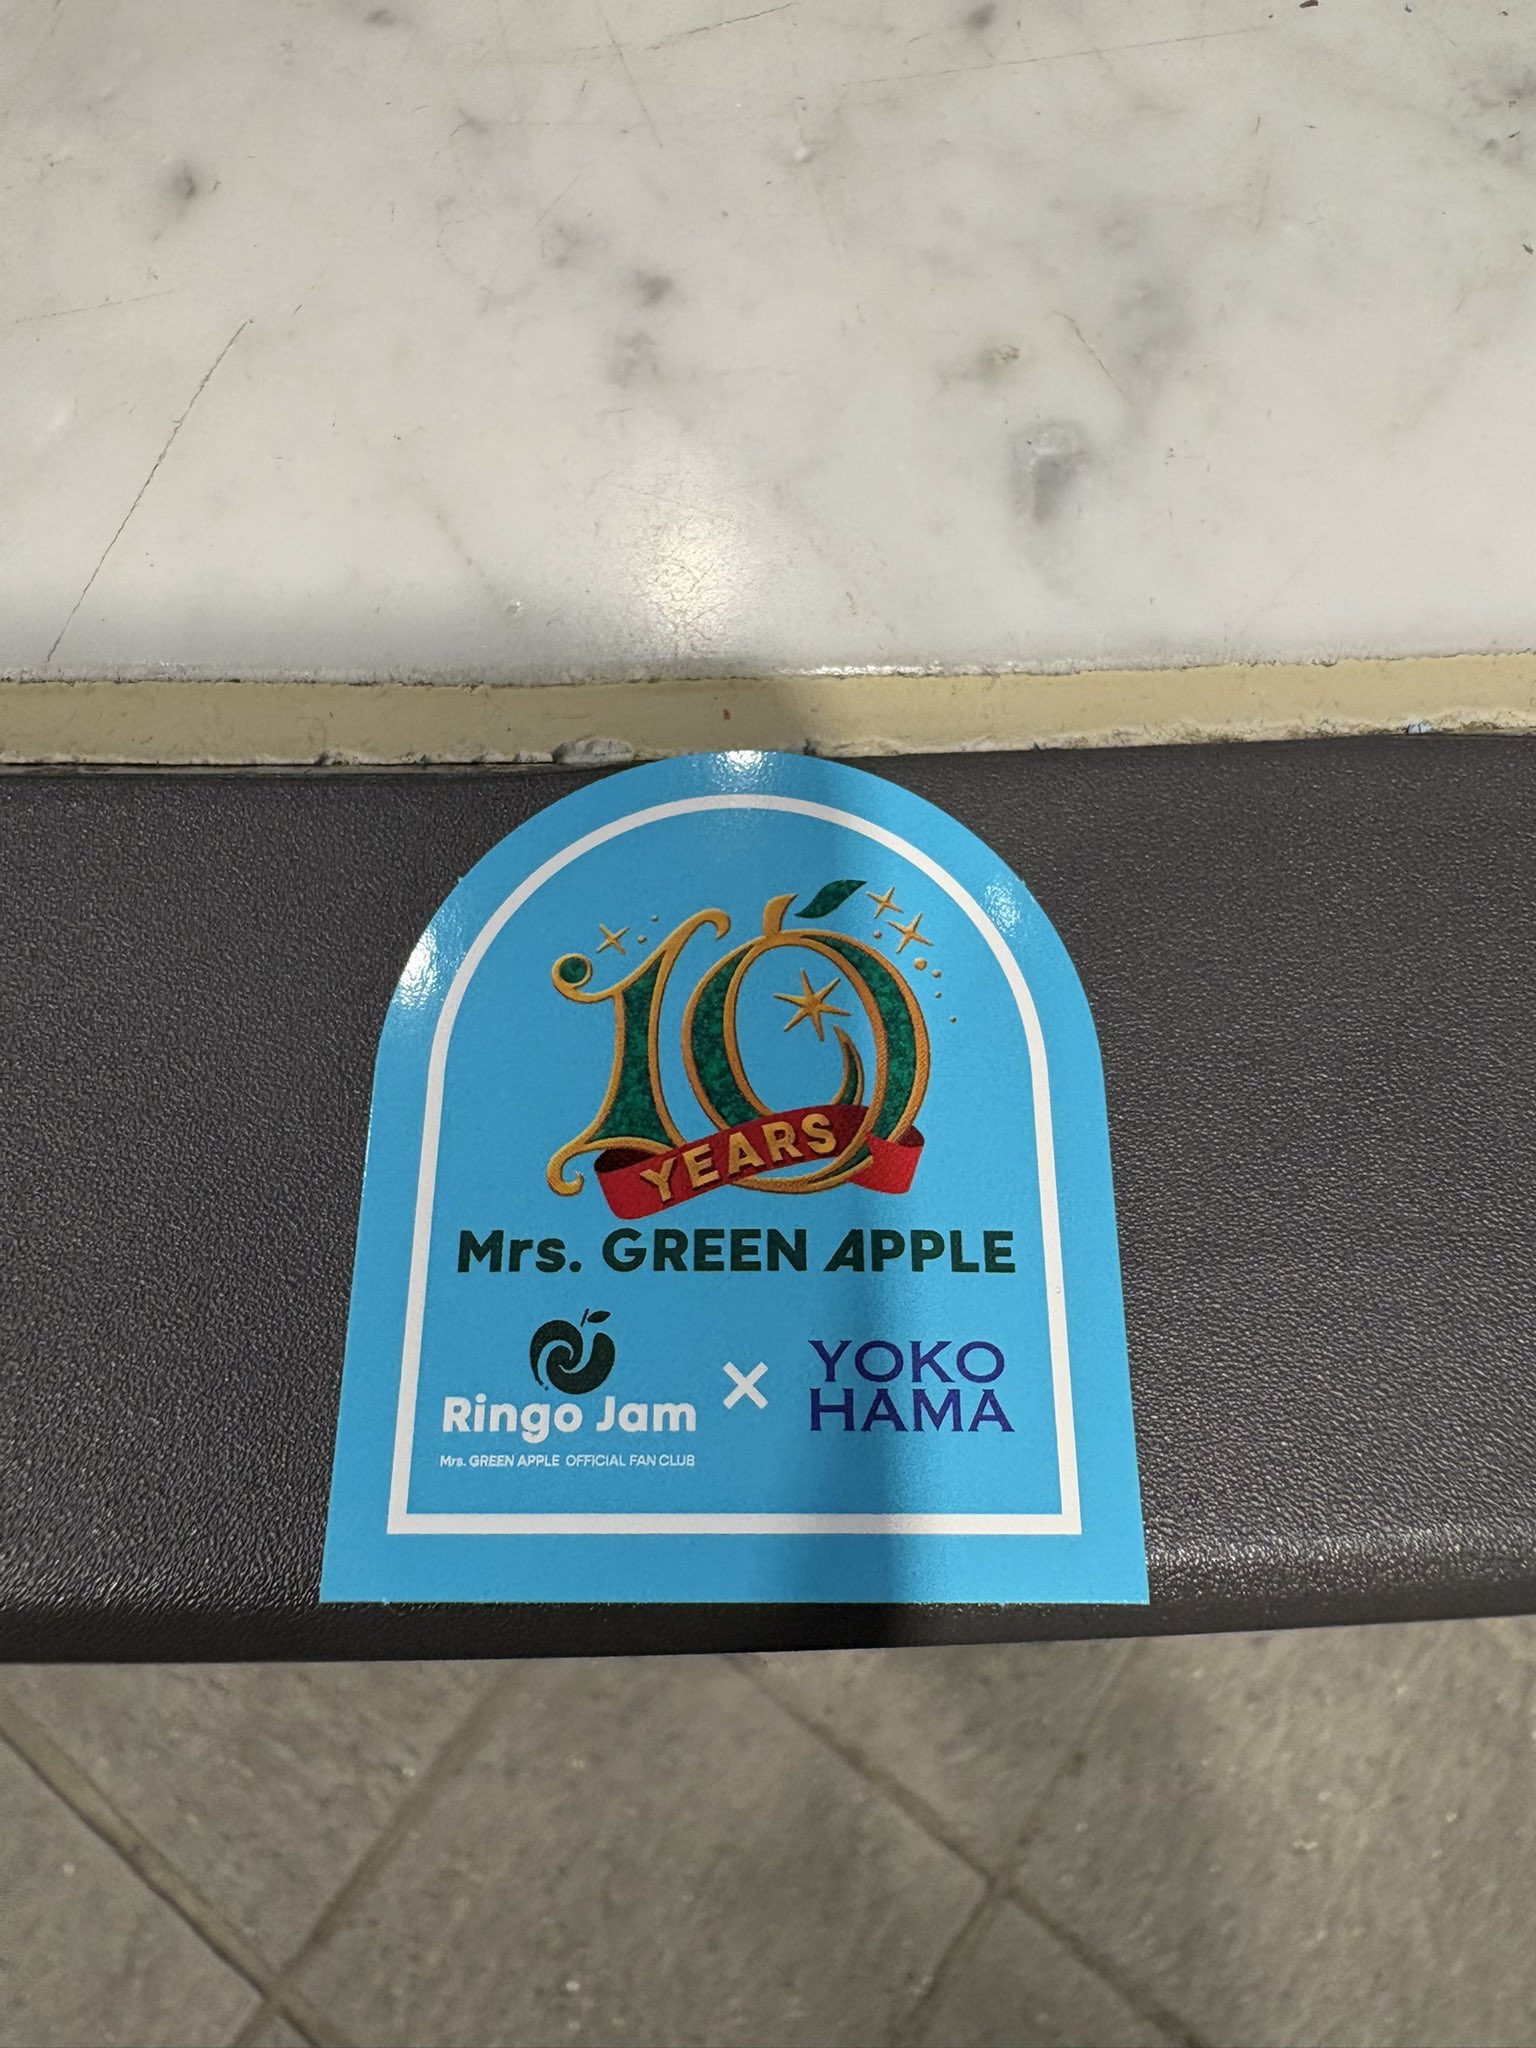 10
YEARS
Mrs. GREEN APPLE
Ringo Jam
Mrs. GREEN APPLE OFFICIAL FAN CLUB
×
YOKO
HAMA